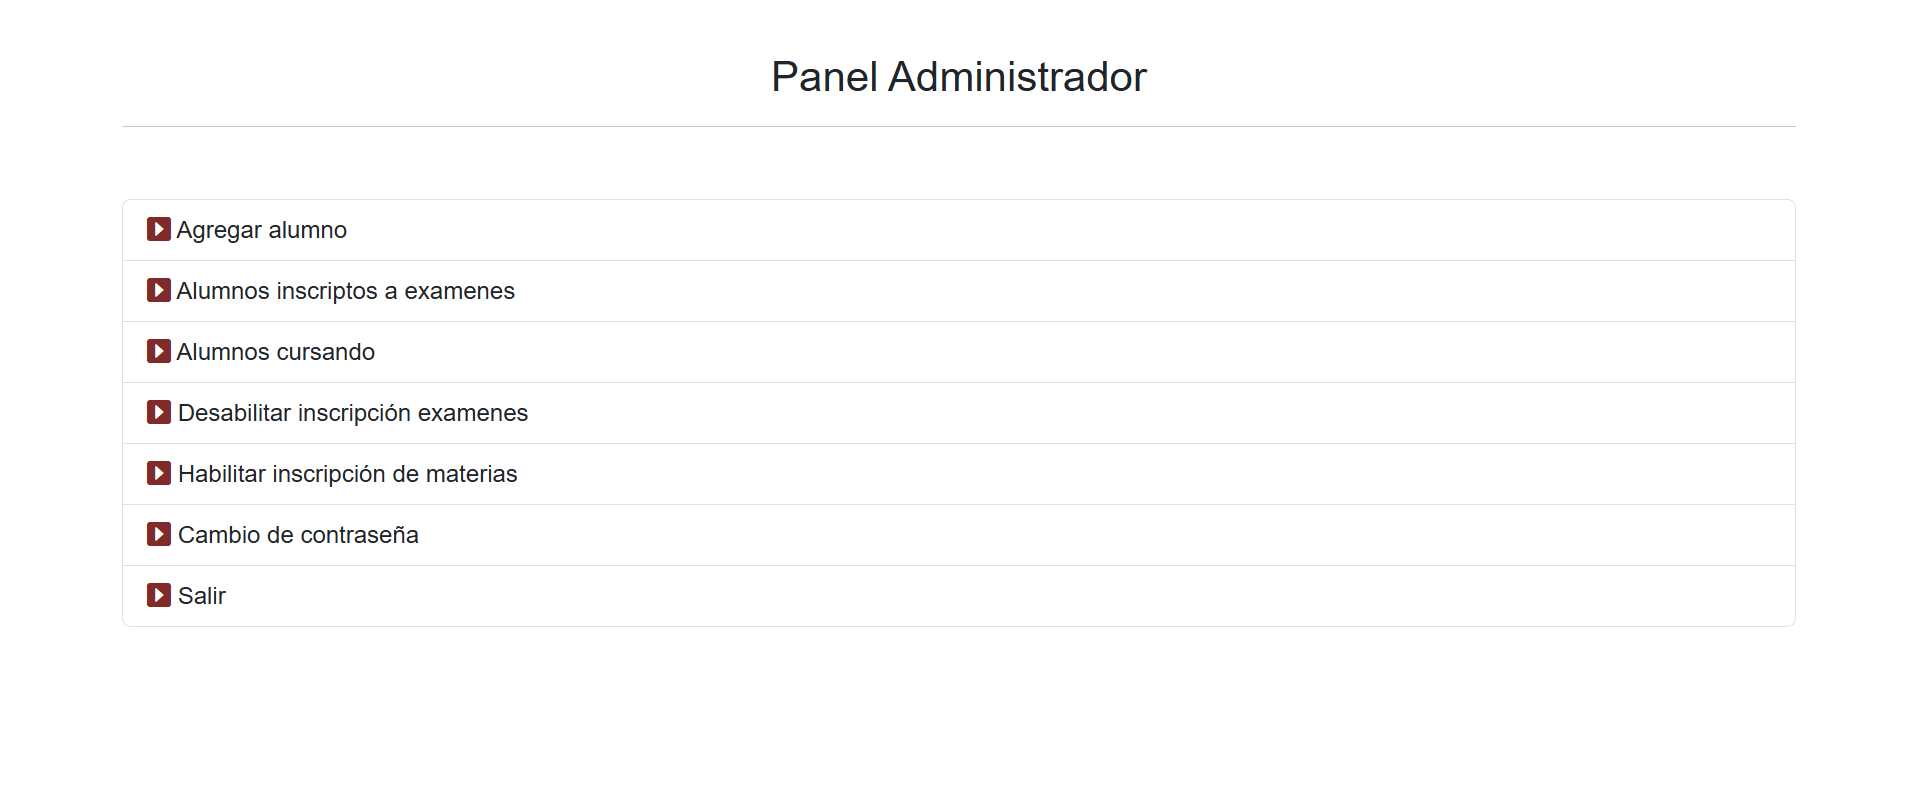 Panel Administrador
Agregar alumno
Alumnos inscriptos a examenes
Alumnos cursando
Desabilitar inscripción examenes
Habilitar inscripción de materias
Cambio de contraseña
Salir